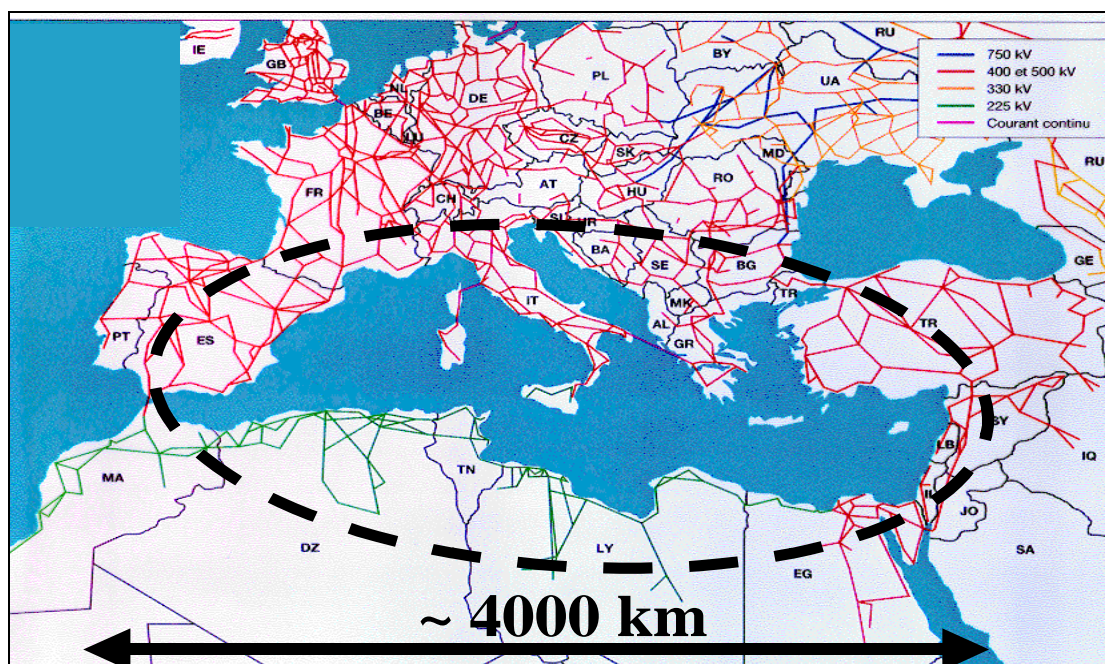 IE
GB
NL
BE
LU
DE
PL
BY
RU
UA
CZ
SK
MD
FR
CH
AT
HU
RO
SI
HR
BA
SE
BG
MK
AL
GR
IT
TR
TR
GE
RU
PT
ES
SY
LB
IL
JO
IQ
SA
MA
DZ
TN
LY
EG
750 kV
400 et 500 kV
330 kV
225 kV
Courant continu
~ 4000 km